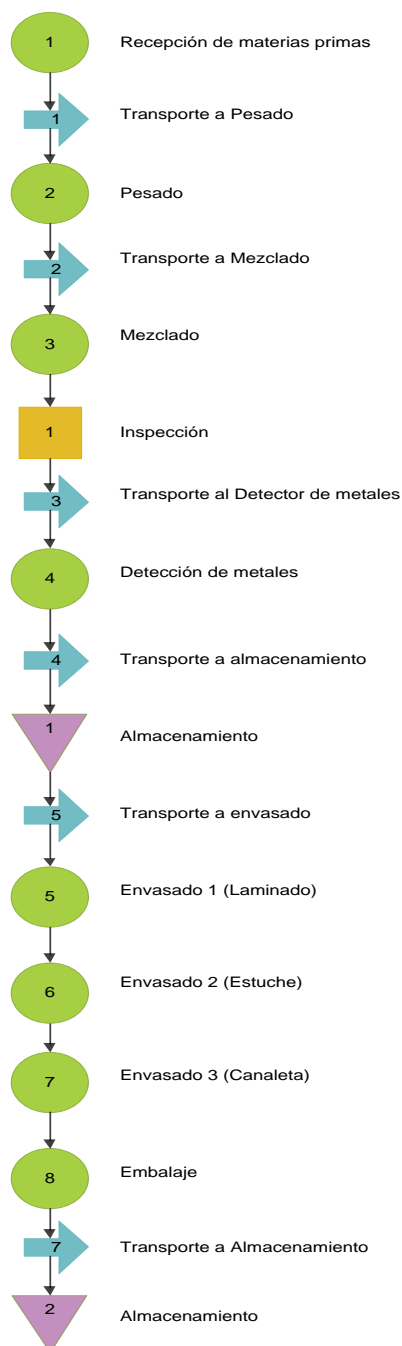 1 Recepción de materias primas
1 Transporte a Pesado
2 Pesado
2 Transporte a Mezclado
3 Mezclado
1 Inspección
3 Transporte al Detector de metales
4 Detección de metales
4 Transporte a almacenamiento
1 Almacenamiento
5 Transporte a envasado
5 Envasado 1 (Laminado)
6 Envasado 2 (Estuche)
7 Envasado 3 (Canaleta)
8 Embalaje
7 Transporte a Almacenamiento
2 Almacenamiento